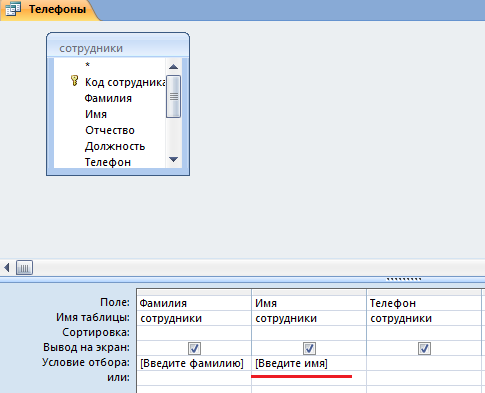 Телефоны
сотрудники
*
Код сотрудника
Фамилия
Имя
Отчество
Должность
Телефон
Поле: Фамилия Имя Телефон
Имя таблицы: сотрудники сотрудники сотрудники
Сортировка:
Вывод на экран:
Условие отбора: [Введите фамилию] [Введите имя]
или: